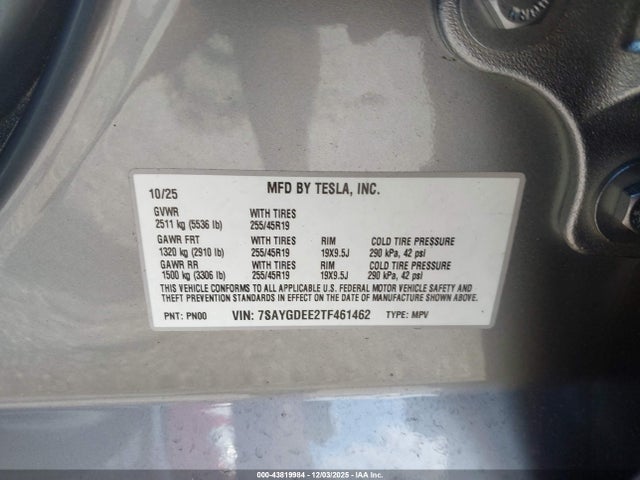 10/25 MFD BY TESLA, INC.
GVWR WITH TIRES
2511 kg (5536 lb) 255/45R19
GAWR FRT WITH TIRES RIM COLD TIRE PRESSURE
1320 kg (2910 lb) 255/45R19 19X9.5J 290 kPa, 42 psi
GAWR RR WITH TIRES RIM COLD TIRE PRESSURE
1500 kg (3306 lb) 255/45R19 19X9.5J 290 kPa, 42 psi
THIS VEHICLE CONFORMS TO ALL APPLICABLE U.S. FEDERAL MOTOR VEHICLE SAFETY AND
THEFT PREVENTION STANDARDS IN EFFECT ON THE DATE OF MANUFACTURE SHOWN ABOVE.
PNT: PN00 VIN: 7SAYGDEE2TF461462 TYPE: MPV
000-43819984 - 12/03/2025 - IAA Inc.